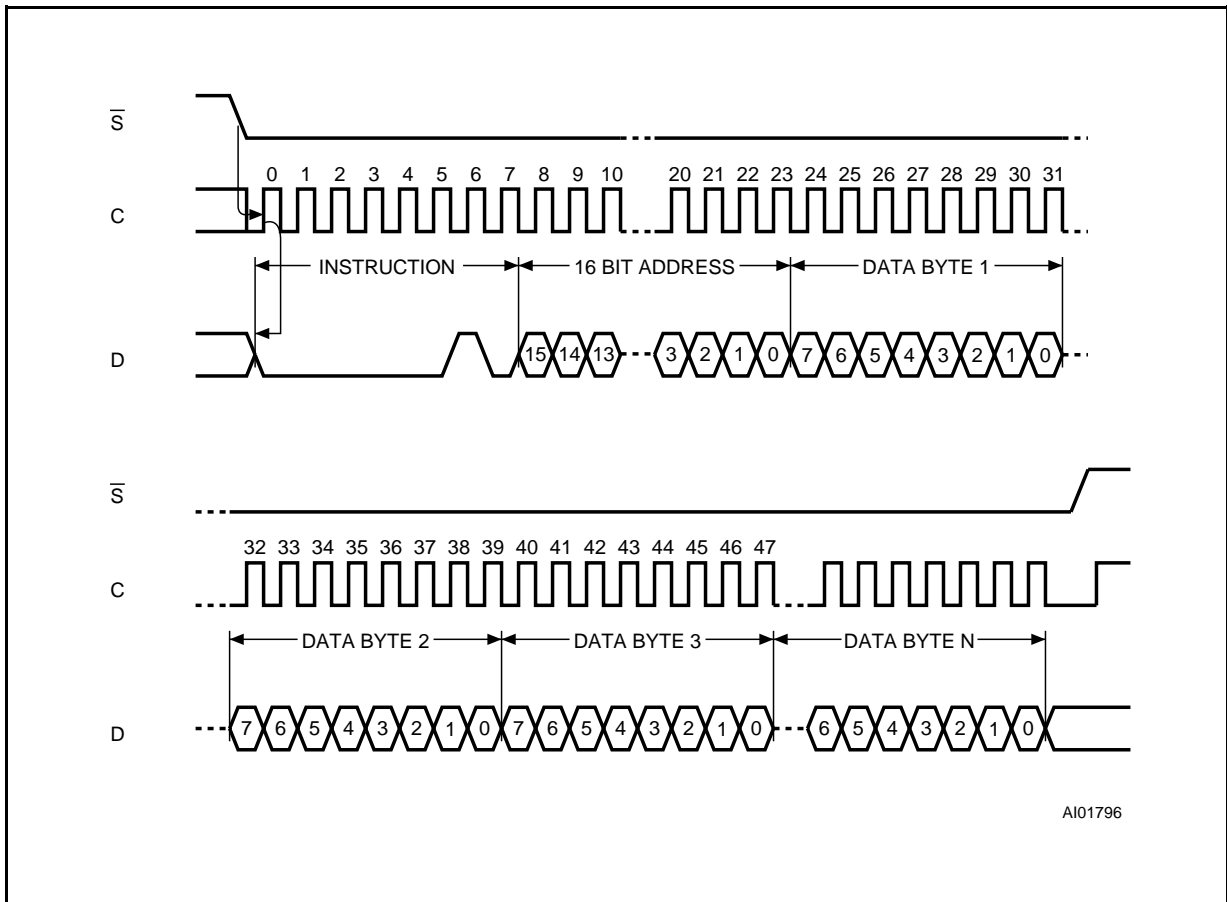 S̅
0 1 2 3 4 5 6 7 8 9 10 20 21 22 23 24 25 26 27 28 29 30 31
C
INSTRUCTION 16 BIT ADDRESS DATA BYTE 1
D 15 14 13 3 2 1 0 7 6 5 4 3 2 1 0
S̅
32 33 34 35 36 37 38 39 40 41 42 43 44 45 46 47
C
DATA BYTE 2 DATA BYTE 3 DATA BYTE N
D 7 6 5 4 3 2 1 0 7 6 5 4 3 2 1 0 6 5 4 3 2 1 0
AI01796